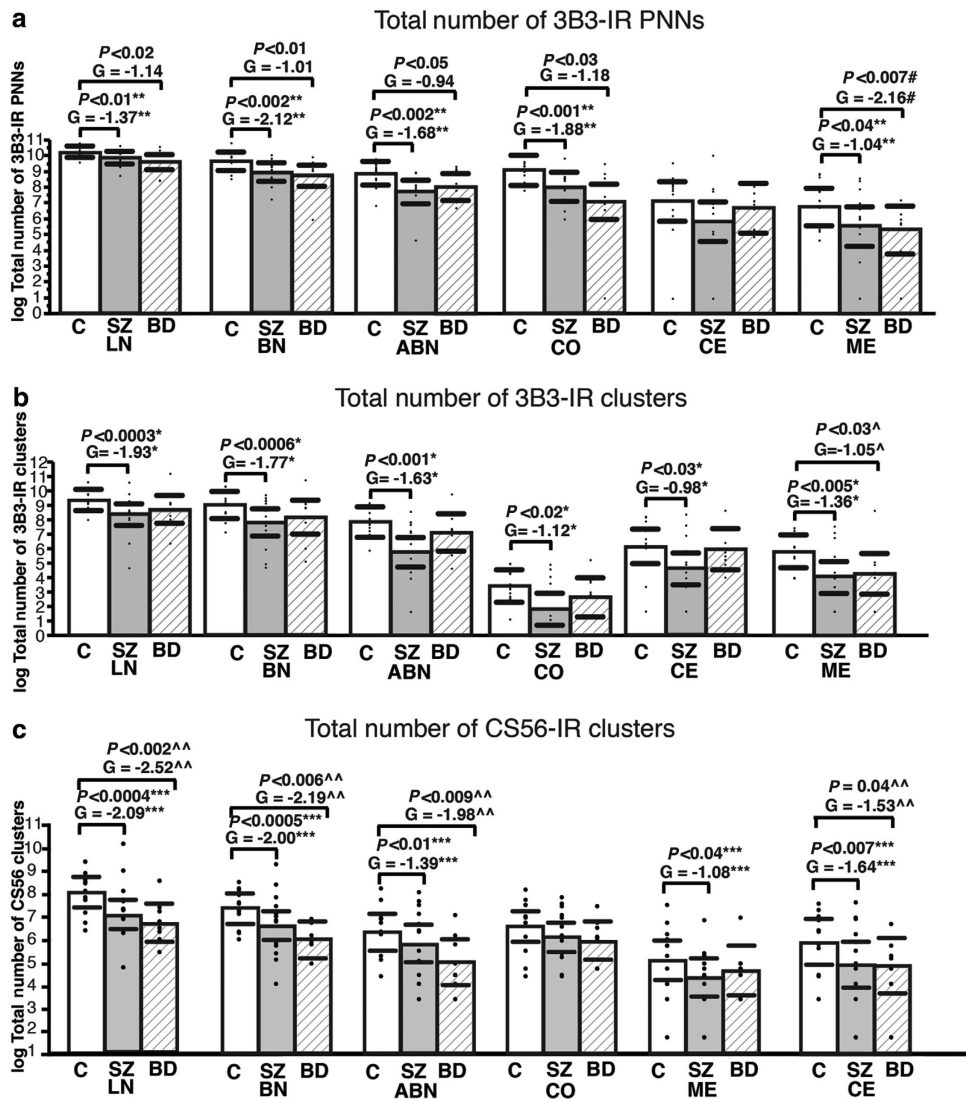 a
Total number of 3B3-IR PNNs
log Total number of 3B3-IR PNNs
11
10
9
8
7
6
5
4
3
2
1
0
P<0.02
G = -1.14
P<0.01**
G = -1.37**
P<0.01
G = -1.01
P<0.002**
G = -2.12**
P<0.05
G = -0.94
P<0.002**
G = -1.68**
P<0.03
G = -1.18
P<0.001**
G = -1.88**
P<0.007#
G = -2.16#
P<0.04**
G = -1.04**
C SZ BD C SZ BD C SZ BD C SZ BD C SZ BD C SZ BD
LN BN ABN CO CE ME
b
Total number of 3B3-IR clusters
log Total number of 3B3-IR clusters
12
11
10
9
8
7
6
5
4
3
2
1
0
P<0.0003*
G= -1.93*
P<0.0006*
G= -1.77*
P<0.001*
G= -1.63*
P<0.02*
G= -1.12*
P<0.03*
G= -0.98*
P<0.03^
G=-1.05^
P<0.005*
G= -1.36*
C SZ BD C SZ BD C SZ BD C SZ BD C SZ BD C SZ BD
LN BN ABN CO CE ME
c
Total number of CS56-IR clusters
log Total number of CS56 clusters
11
10
9
8
7
6
5
4
3
2
1
P<0.002^^
G = -2.52^^
P<0.0004***
G = -2.09***
P<0.006^^
G = -2.19^^
P<0.0005***
G = -2.00***
P<0.009^^
G = -1.98^^
P<0.01***
G = -1.39***
P<0.04***
G = -1.08***
P = 0.04^^
G = -1.53^^
P<0.007***
G = -1.64***
C SZ BD C SZ BD C SZ BD C SZ BD C SZ BD C SZ BD
LN BN ABN CO ME CE